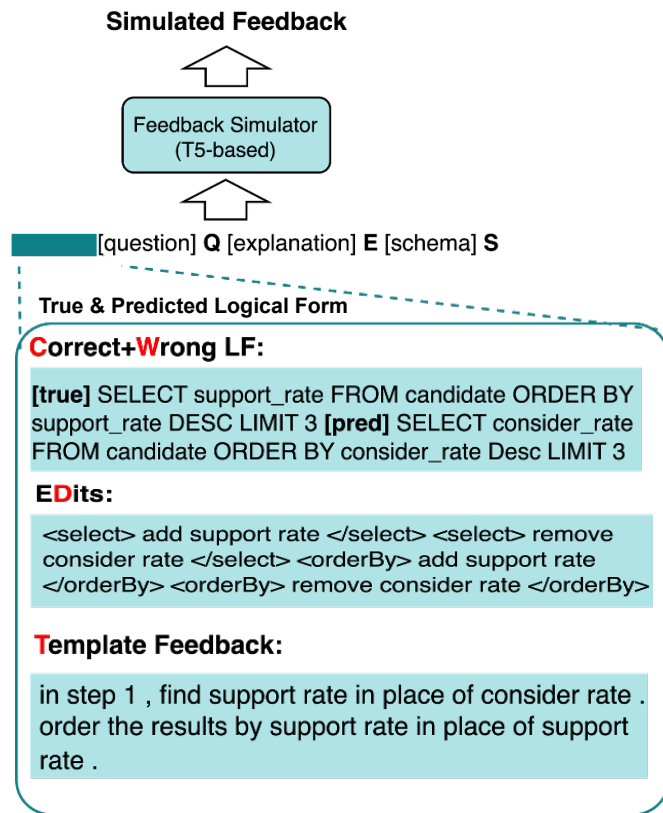 Simulated Feedback
Feedback Simulator
(T5-based)
[question] Q [explanation] E [schema] S
True & Predicted Logical Form
Correct+Wrong LF:
[true] SELECT support_rate FROM candidate ORDER BY
support_rate DESC LIMIT 3 [pred] SELECT consider_rate
FROM candidate ORDER BY consider_rate Desc LIMIT 3
EDits:
<select> add support rate </select> <select> remove
consider rate </select> <orderBy> add support rate
</orderBy> <orderBy> remove consider rate </orderBy>
Template Feedback:
in step 1 , find support rate in place of consider rate .
order the results by support rate in place of support
rate .